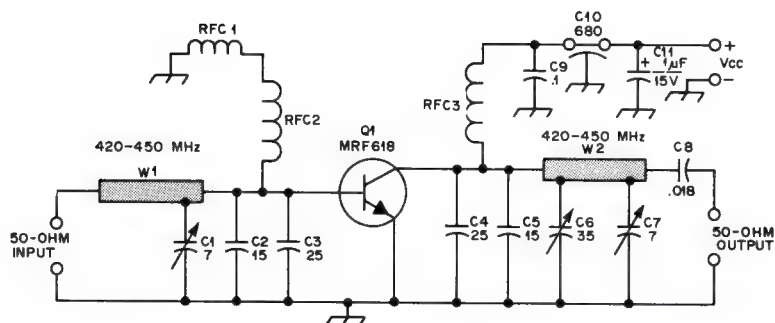 RFC 1
RFC2
420-450 MHz
W1
50-OHM
INPUT
C1
7
C2
15
C3
25
Q1
MRF618
RFC3
C9
.1
C10
680
C11
+ 1μF
15V
+
Vcc
-
420-450 MHz
W2
C4
25
C5
15
C6
35
C7
7
C8
.018
50-OHM
OUTPUT